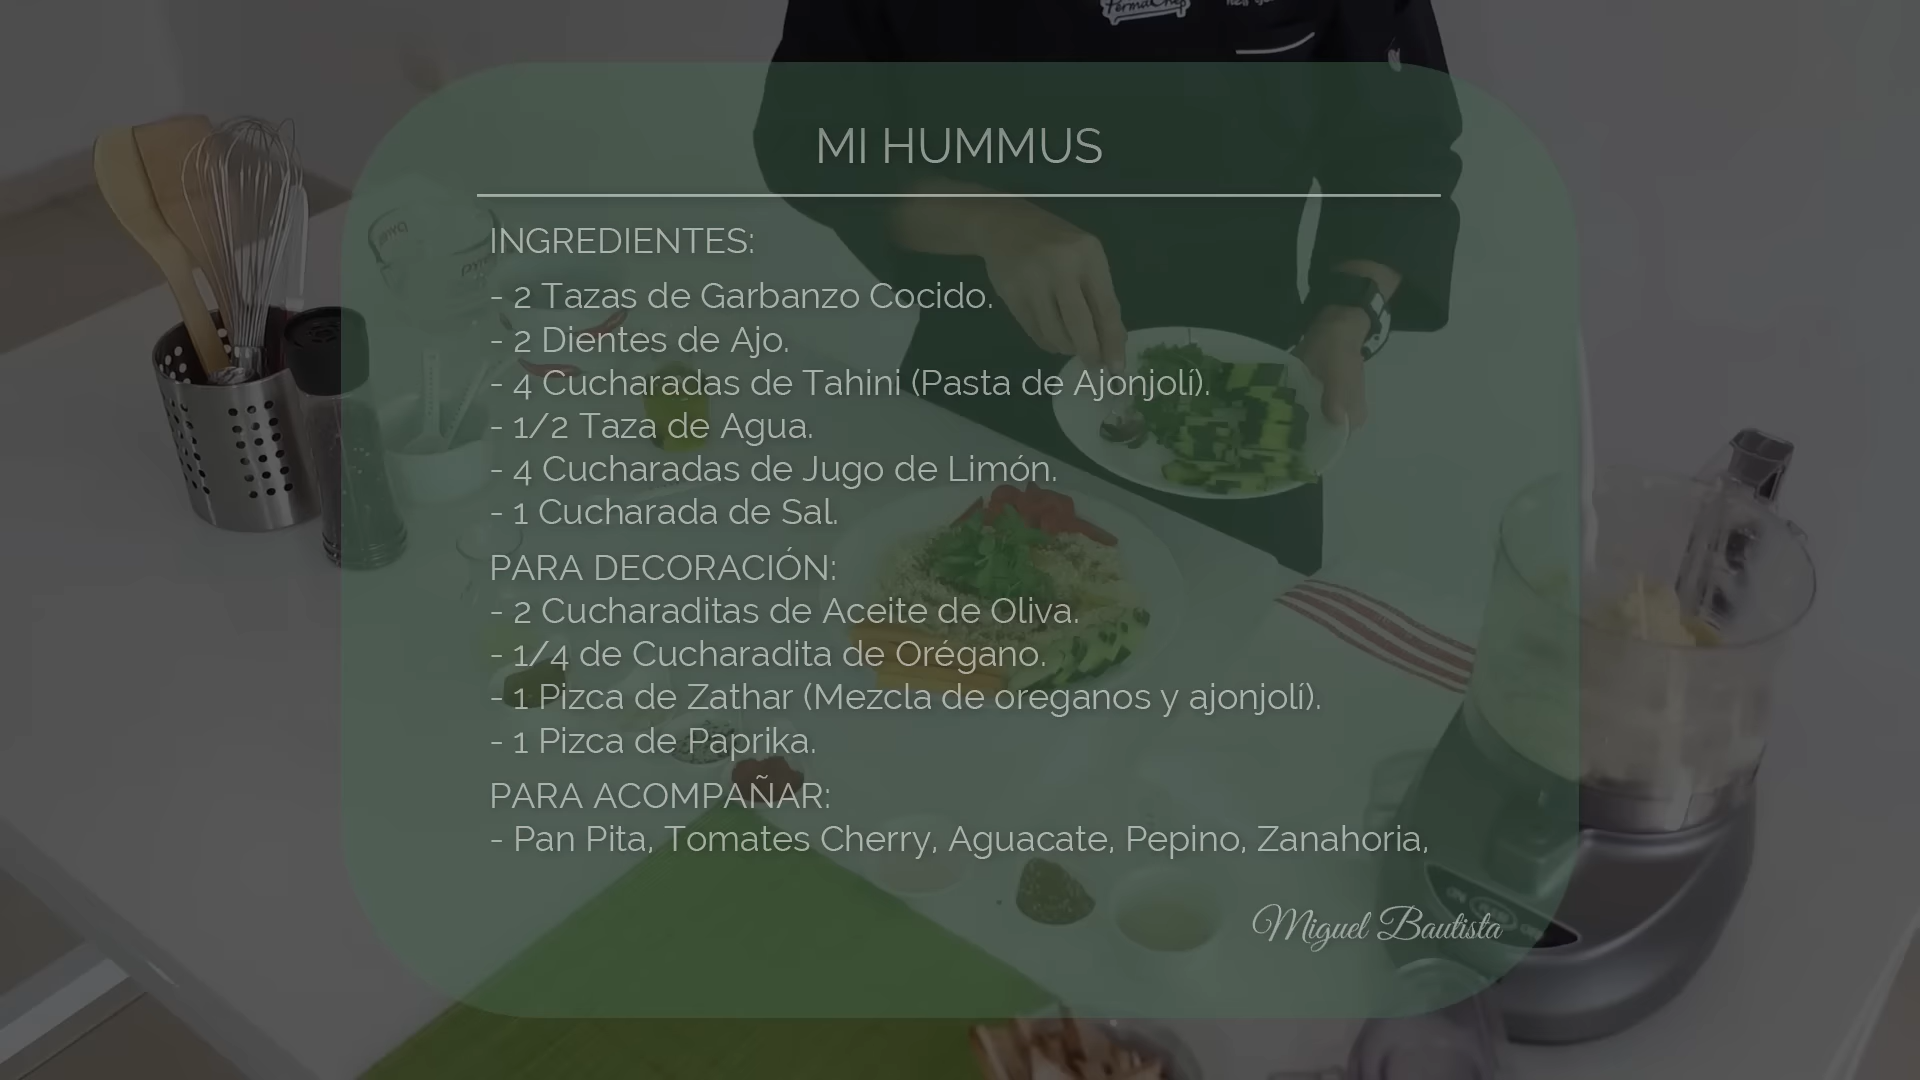 MI HUMMUS
INGREDIENTES:
- 2 Tazas de Garbanzo Cocido.
- 2 Dientes de Ajo.
- 4 Cucharadas de Tahini (Pasta de Ajonjolí).
- 1/2 Taza de Agua.
- 4 Cucharadas de Jugo de Limón.
- 1 Cucharada de Sal.
PARA DECORACIÓN:
- 2 Cucharaditas de Aceite de Oliva.
- 1/4 de Cucharadita de Orégano.
- 1 Pizca de Zathar (Mezcla de oreganos y ajonjolí).
- 1 Pizca de Paprika.
PARA ACOMPAÑAR:
- Pan Pita, Tomates Cherry, Aguacate, Pepino, Zanahoria,
Miguel Bautista